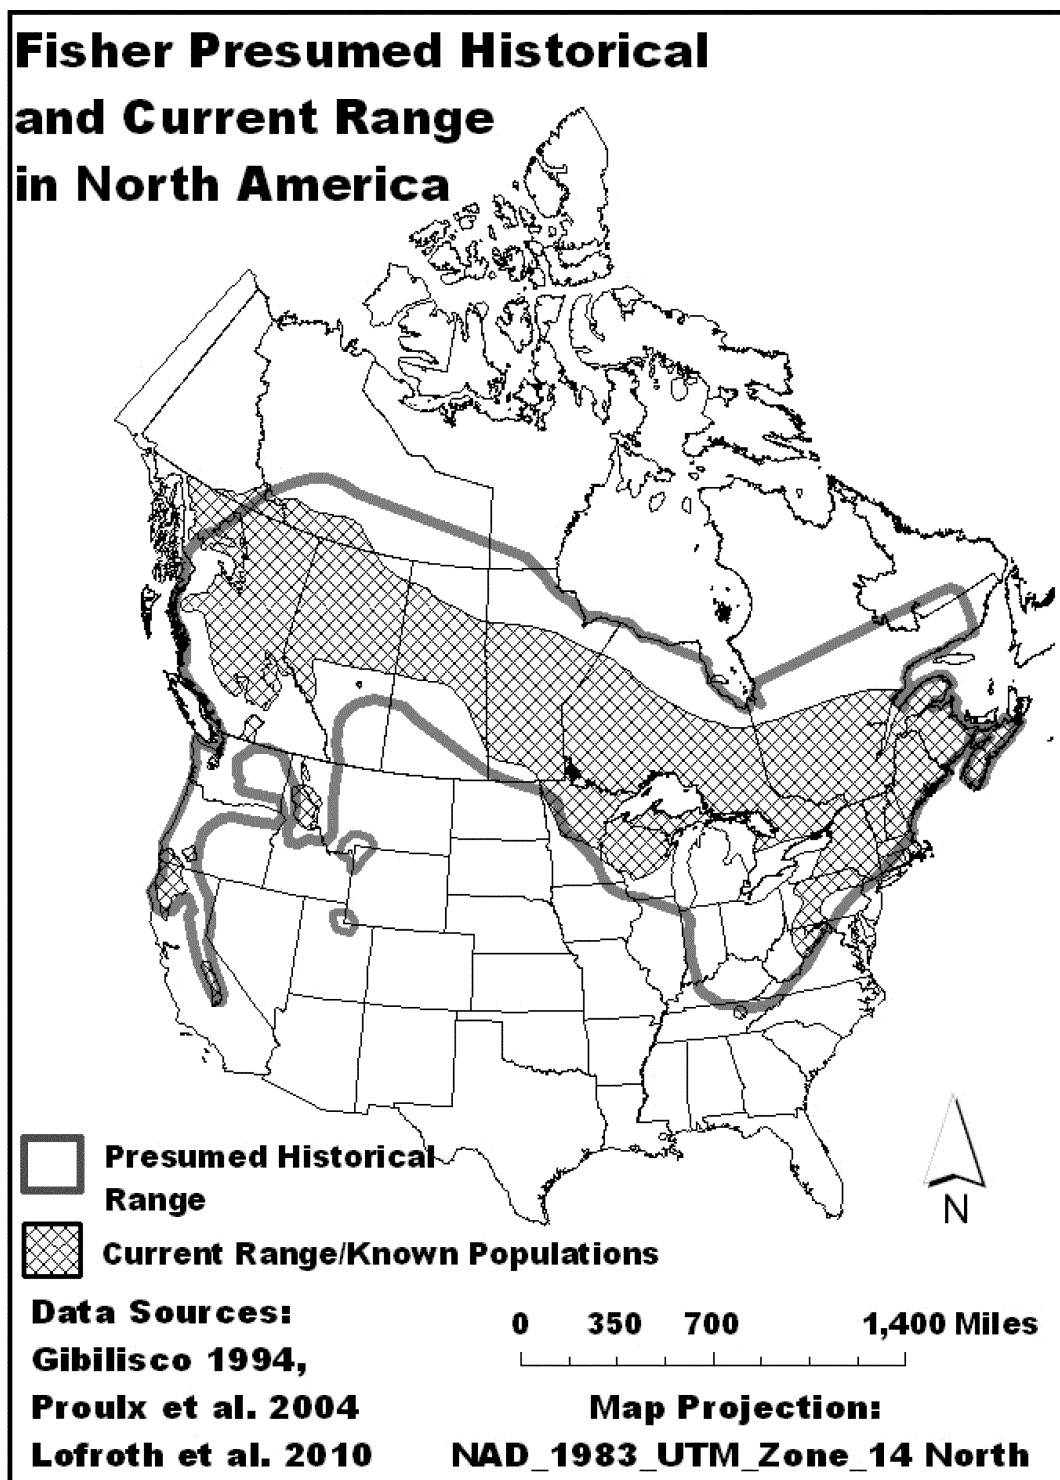 Fisher Presumed Historical
and Current Range
in North America
Presumed Historical
Range
Current Range/Known Populations
N
Data Sources:
Gibilisco 1994,
Proulx et al. 2004
Lofroth et al. 2010
0 350 700 1,400 Miles
Map Projection:
NAD_1983_UTM_Zone_14 North